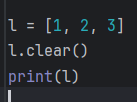 l = [1, 2, 3]
l.clear()
print(l)